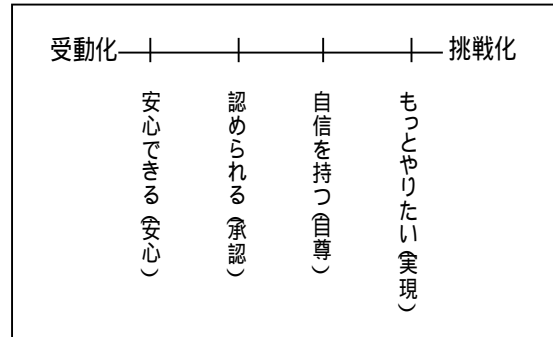 受動化
挑戦化
安心できる(安心)
認められる(承認)
自信を持つ(自尊)
もっとやりたい(実現)